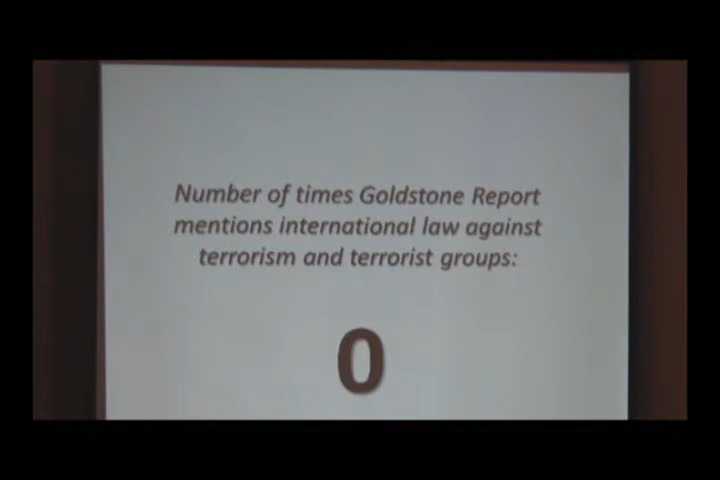 Number of times Goldstone Report
mentions international law against
terrorism and terrorist groups:
0